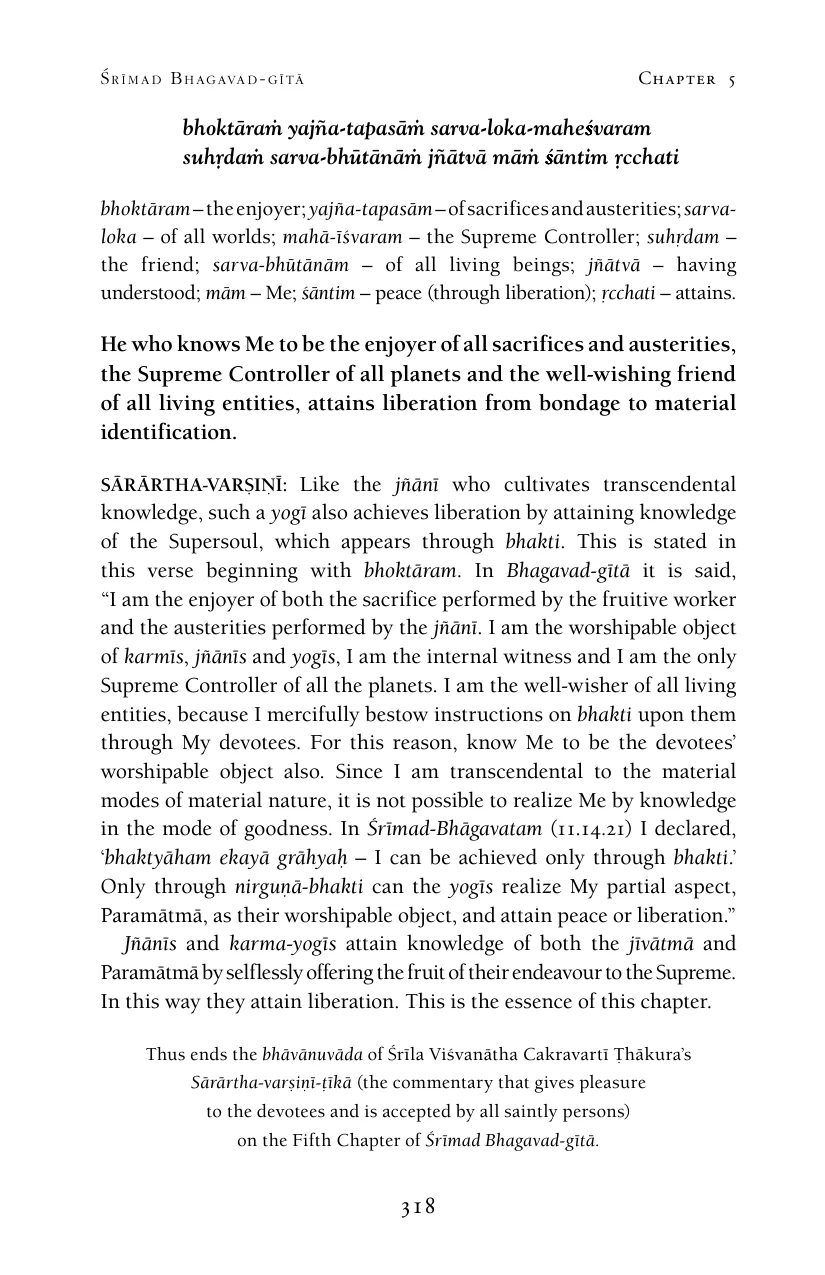 Śrīmad Bhagavad-gītā Chapter 5
bhoktāraṁ yajña-tapasāṁ sarva-loka-maheśvaram
suhṛdaṁ sarva-bhūtānāṁ jñātvā māṁ śāntim ṛcchati
bhoktāram – the enjoyer; yajña-tapasām – of sacrifices and austerities; sarva-
loka – of all worlds; mahā-īśvaram – the Supreme Controller; suhṛdam –
the friend; sarva-bhūtānām – of all living beings; jñātvā – having
understood; mām – Me; śāntim – peace (through liberation); ṛcchati – attains.
He who knows Me to be the enjoyer of all sacrifices and austerities,
the Supreme Controller of all planets and the well-wishing friend
of all living entities, attains liberation from bondage to material
identification.
SĀRĀRTHA-VARṢIṆĪ: Like the jñānī who cultivates transcendental
knowledge, such a yogī also achieves liberation by attaining knowledge
of the Supersoul, which appears through bhakti. This is stated in
this verse beginning with bhoktāram. In Bhagavad-gītā it is said,
“I am the enjoyer of both the sacrifice performed by the fruitive worker
and the austerities performed by the jñānī. I am the worshipable object
of karmīs, jñānīs and yogīs, I am the internal witness and I am the only
Supreme Controller of all the planets. I am the well-wisher of all living
entities, because I mercifully bestow instructions on bhakti upon them
through My devotees. For this reason, know Me to be the devotees’
worshipable object also. Since I am transcendental to the material
modes of material nature, it is not possible to realize Me by knowledge
in the mode of goodness. In Śrīmad-Bhāgavatam (11.14.21) I declared,
‘bhaktyāham ekayā grāhyaḥ – I can be achieved only through bhakti.’
Only through nirguṇā-bhakti can the yogīs realize My partial aspect,
Paramātmā, as their worshipable object, and attain peace or liberation.”
Jñānīs and karma-yogīs attain knowledge of both the jīvātmā and
Paramātmā by selflessly offering the fruit of their endeavour to the Supreme.
In this way they attain liberation. This is the essence of this chapter.
Thus ends the bhāvānuvāda of Śrīla Viśvanātha Cakravartī Ṭhākura’s
Sārārtha-varṣiṇī-ṭīkā (the commentary that gives pleasure
to the devotees and is accepted by all saintly persons)
on the Fifth Chapter of Śrīmad Bhagavad-gītā.
318